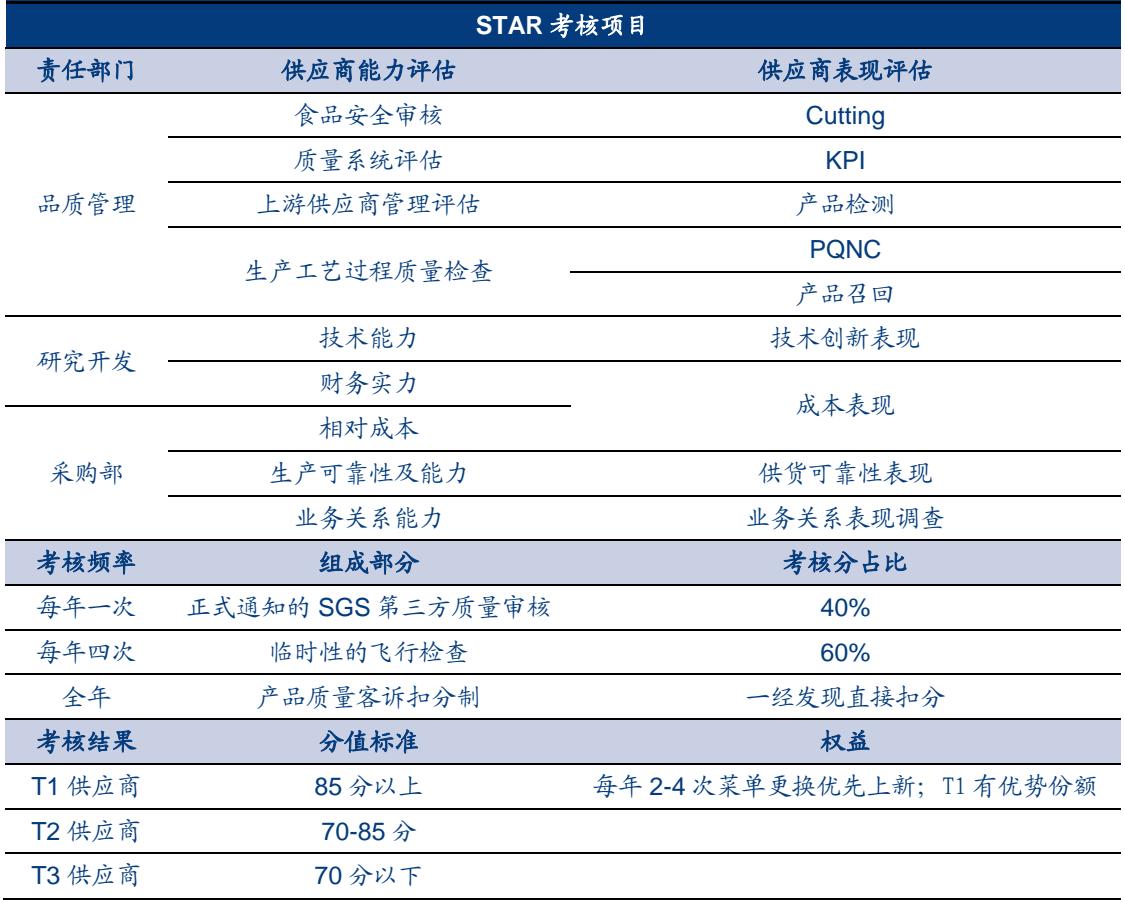 STAR 考核项目
责任部门 供应商能力评估 供应商表现评估
食品安全审核 Cutting
质量系统评估 KPI
品质管理 上游供应商管理评估 产品检测
生产工艺过程质量检查 PQNC
产品召回
研究开发 技术能力 技术创新表现
财务实力 成本表现
采购部 相对成本
生产可靠性及能力 供货可靠性表现
业务关系能力 业务关系表现调查
考核频率 组成部分 考核分占比
每年一次 正式通知的 SGS 第三方质量审核 40%
每年四次 临时性的飞行检查 60%
全年 产品质量客诉扣分制 一经发现直接扣分
考核结果 分值标准 权益
T1 供应商 85 分以上 每年 2-4 次菜单更换优先上新；T1 有优势份额
T2 供应商 70-85 分
T3 供应商 70 分以下